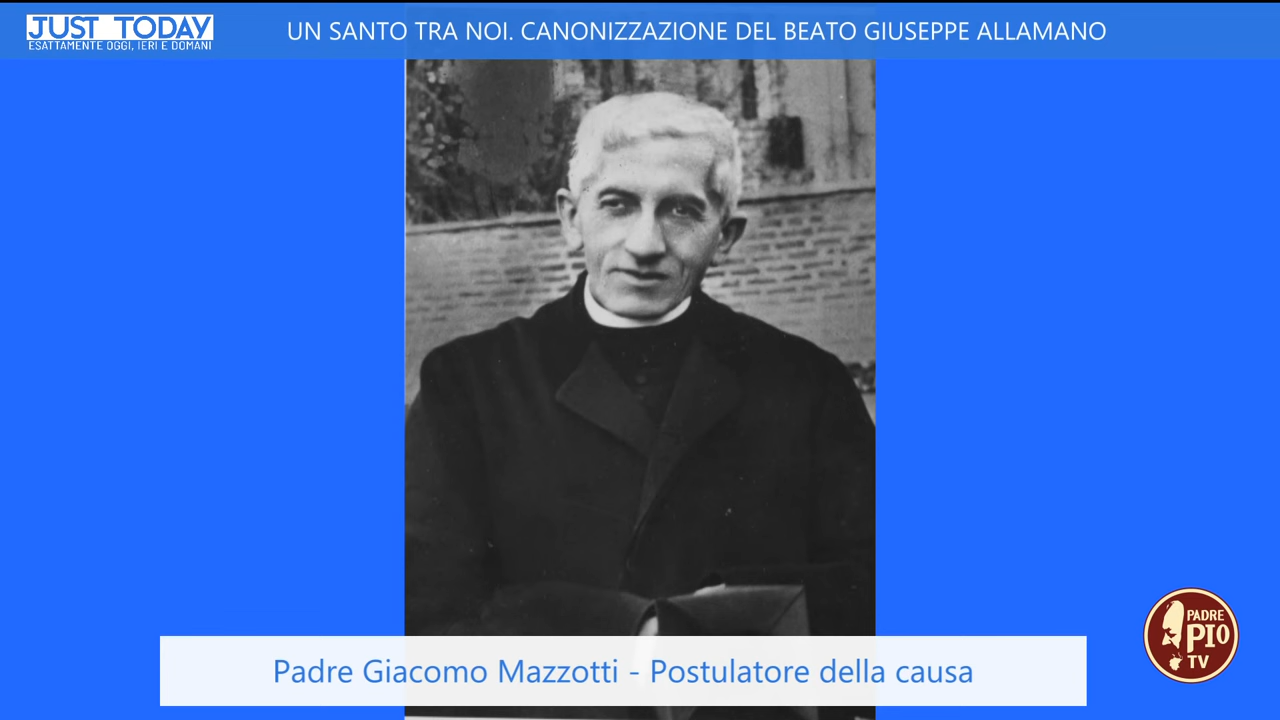 JUST TODAY
ESATTAMENTE OGGI, IERI E DOMANI
UN SANTO TRA NOI. CANONIZZAZIONE DEL BEATO GIUSEPPE ALLAMANO
PADRE
PIO
TV
Padre Giacomo Mazzotti - Postulatore della causa